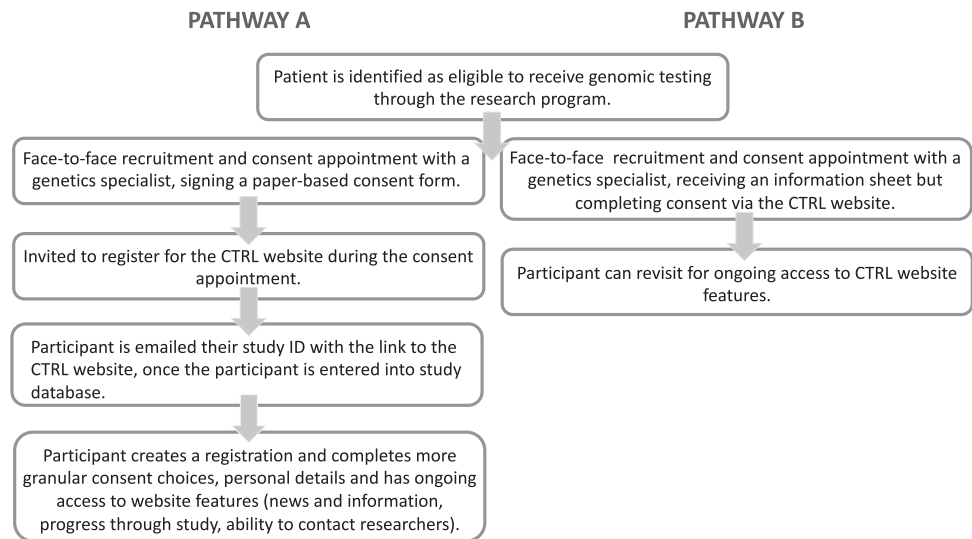 PATHWAY A
PATHWAY B
Patient is identified as eligible to receive genomic testing
through the research program.
Face-to-face recruitment and consent appointment with a
genetics specialist, signing a paper-based consent form.
Invited to register for the CTRL website during the consent
appointment.
Participant is emailed their study ID with the link to the
CTRL website, once the participant is entered into study
database.
Participant creates a registration and completes more
granular consent choices, personal details and has ongoing
access to website features (news and information,
progress through study, ability to contact researchers).
Face-to-face recruitment and consent appointment with a
genetics specialist, receiving an information sheet but
completing consent via the CTRL website.
Participant can revisit for ongoing access to CTRL website
features.